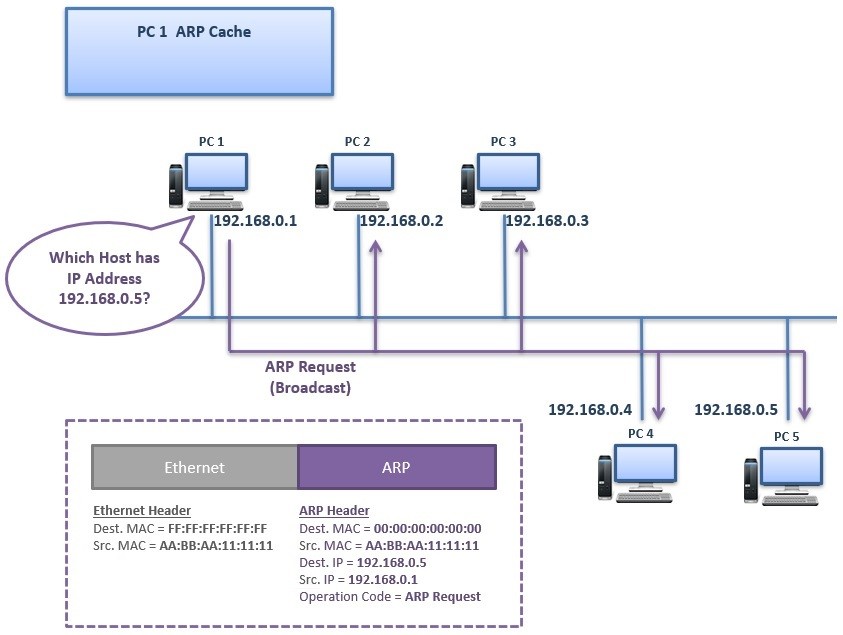 PC 1 ARP Cache
PC 1
PC 2
PC 3
192.168.0.1
192.168.0.2
192.168.0.3
Which Host has
IP Address
192.168.0.5?
ARP Request
(Broadcast)
192.168.0.4
192.168.0.5
PC 4
PC 5
Ethernet
ARP
Ethernet Header
Dest. MAC = FF:FF:FF:FF:FF:FF
Src. MAC = AA:BB:AA:11:11:11
ARP Header
Dest. MAC = 00:00:00:00:00:00
Src. MAC = AA:BB:AA:11:11:11
Dest. IP = 192.168.0.5
Src. IP = 192.168.0.1
Operation Code = ARP Request